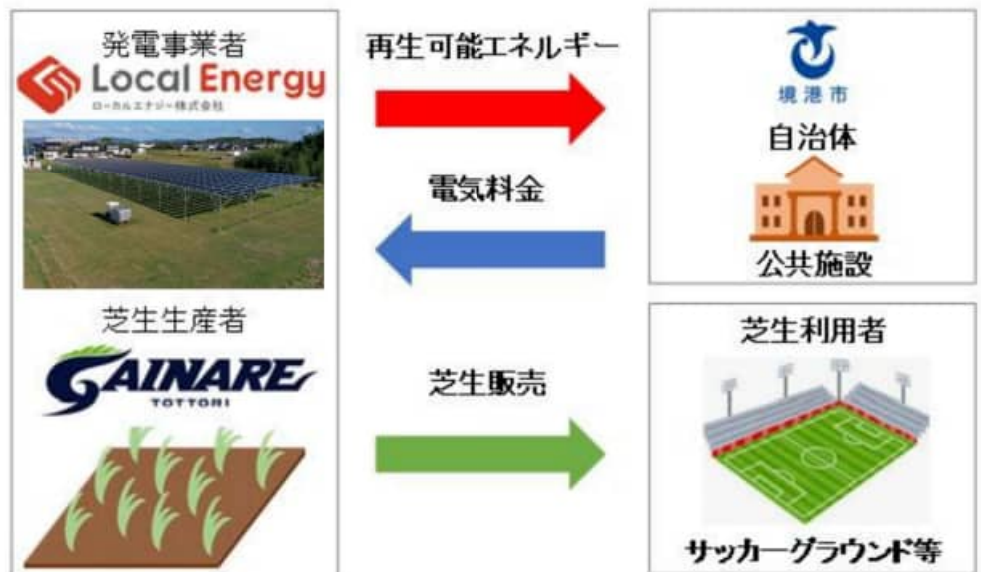 発電事業者
Local Energy
ローカルエナジー株式会社
芝生生産者
GAINARE
TOTTORI
再生可能エネルギー
電気料金
芝生販売
境港市
自治体
公共施設
芝生利用者
サッカーグラウンド等